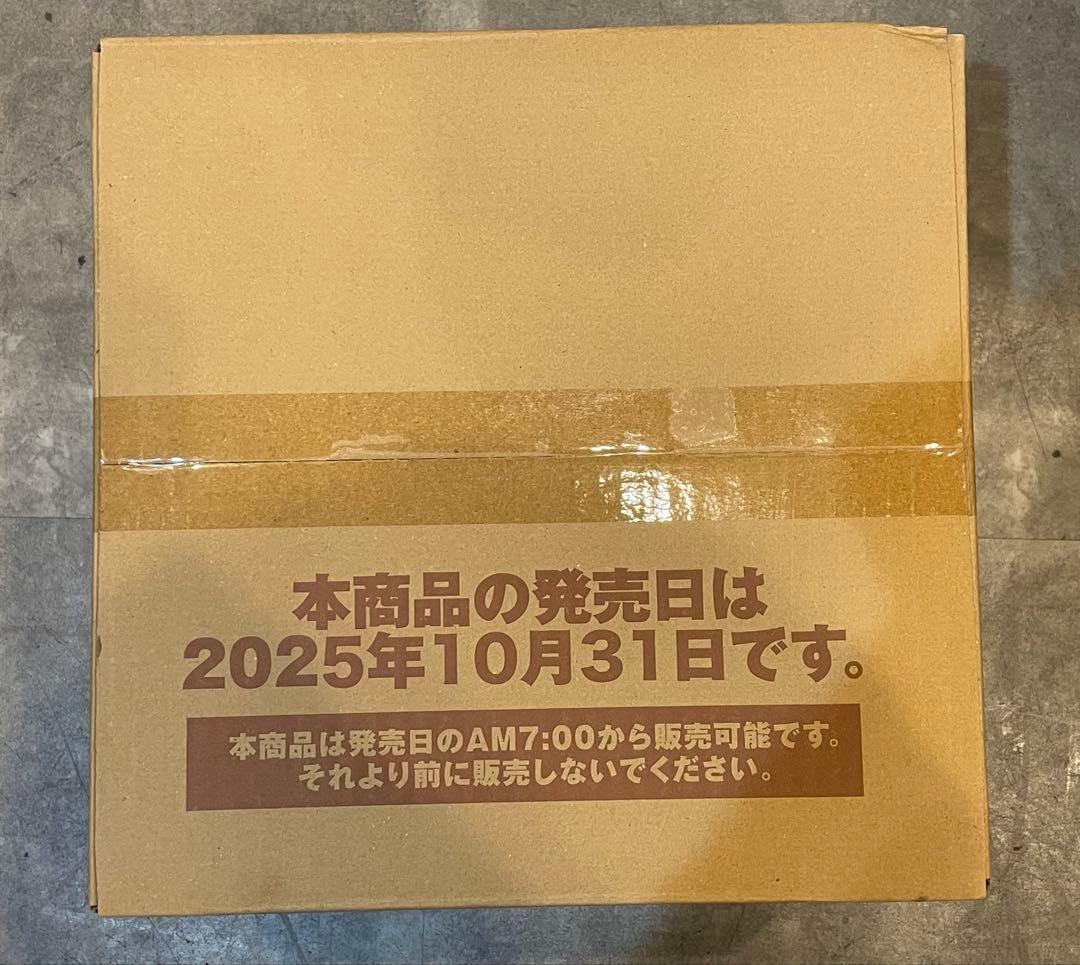 本商品の発売日は
2025年10月31日です。
本商品は発売日のAM7:00から販売可能です。
それより前に販売しないでください。